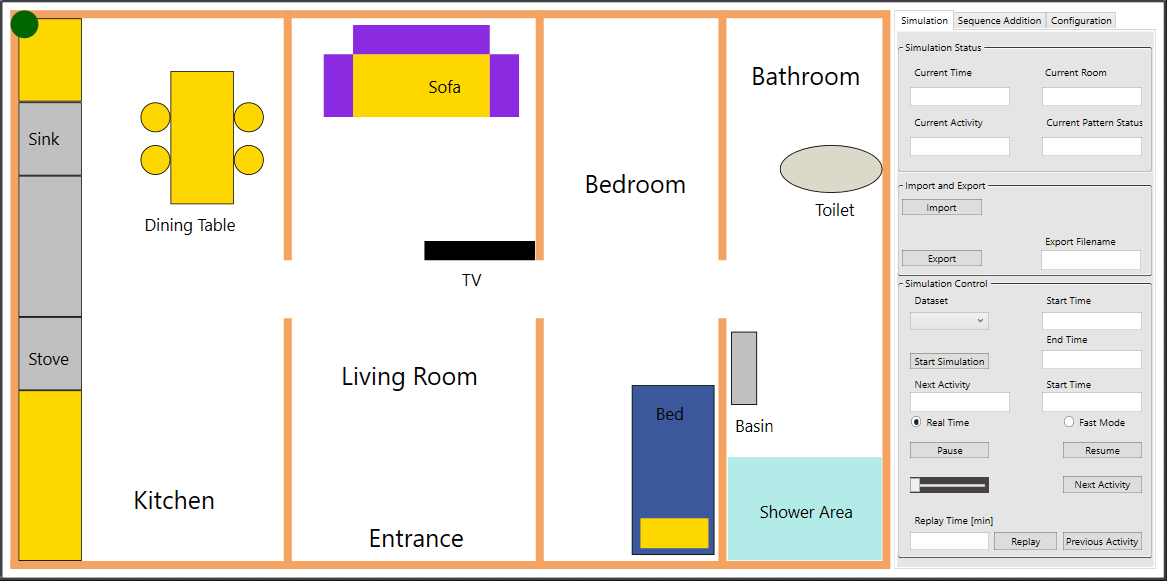 Sink
Stove
Dining Table
Kitchen
Sofa
TV
Living Room
Entrance
Bedroom
Bed
Bathroom
Toilet
Basin
Shower Area
Simulation Sequence Addition Configuration
Simulation Status
Current Time Current Room
Current Activity Current Pattern Status
Import and Export
Import
Export Filename
Export
Simulation Control
Dataset Start Time
End Time
Start Simulation
Next Activity Start Time
Real Time Fast Mode
Pause Resume
Next Activity
Replay Time [min]
Replay Previous Activity